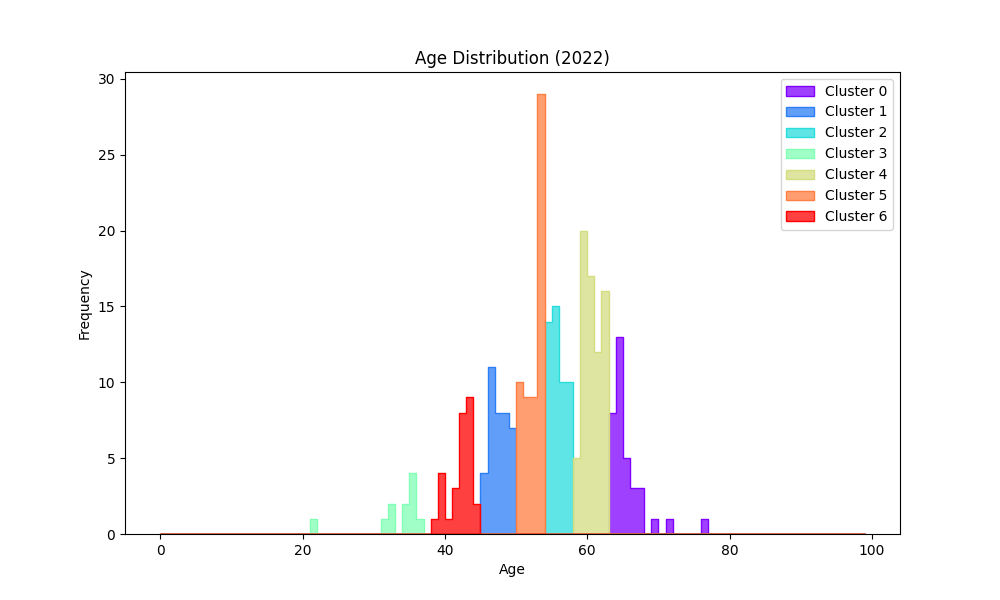 Age Distribution (2022)
30
25
20
15
10
5
0
Frequency
0 20 40 60 80 100
Age
Cluster 0
Cluster 1
Cluster 2
Cluster 3
Cluster 4
Cluster 5
Cluster 6